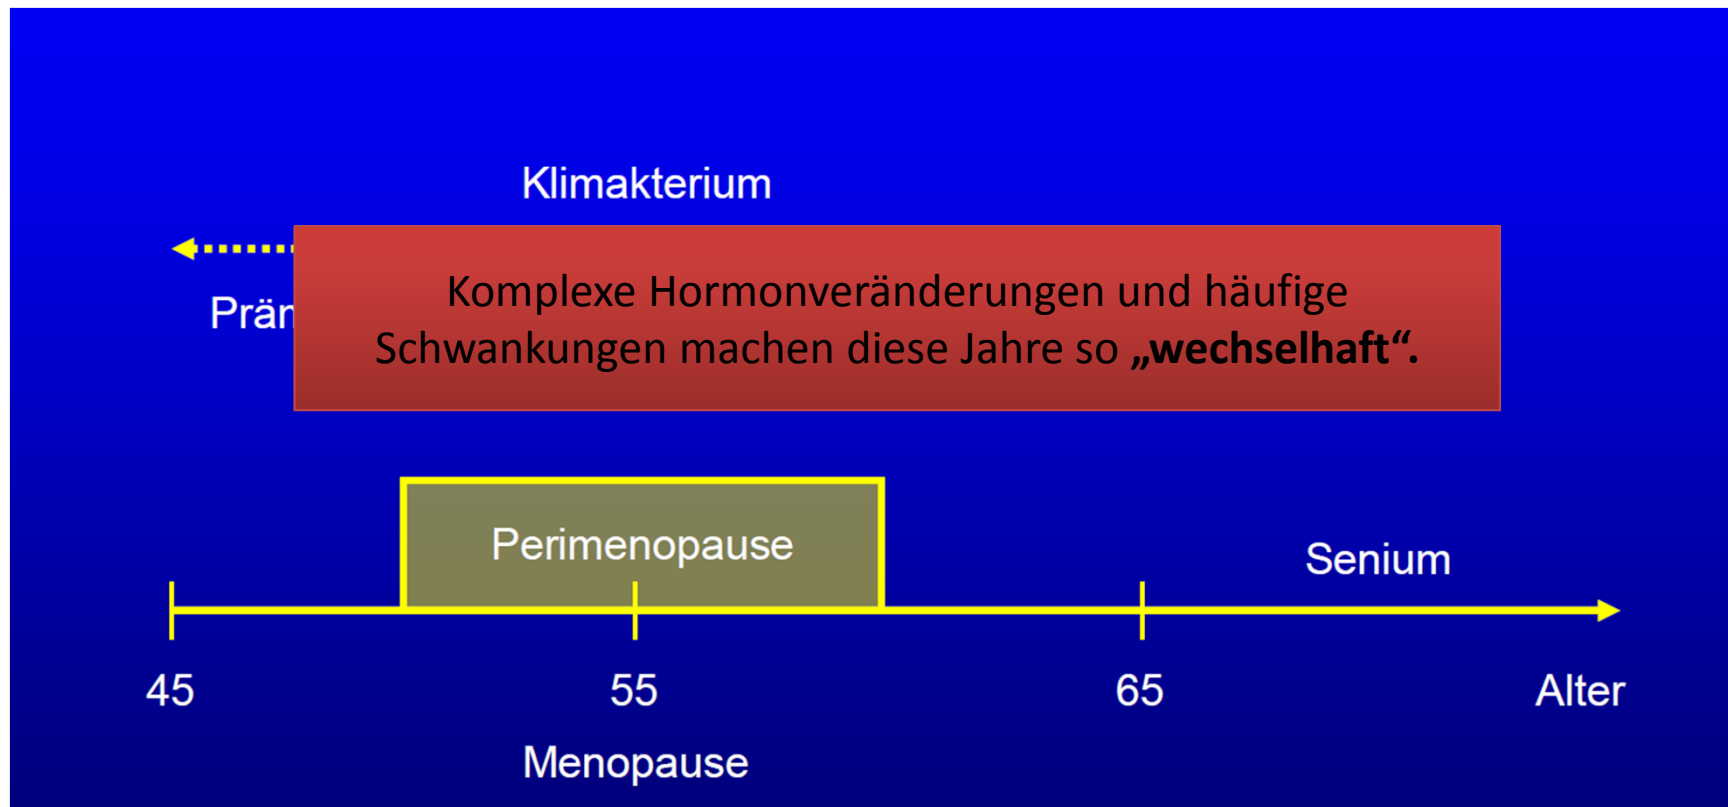 Klimakterium
Komplexe Hormonveränderungen und häufige
Schwankungen machen diese Jahre so „wechselhaft“.
Perimenopause
Senium
45 55 65 Alter
Menopause